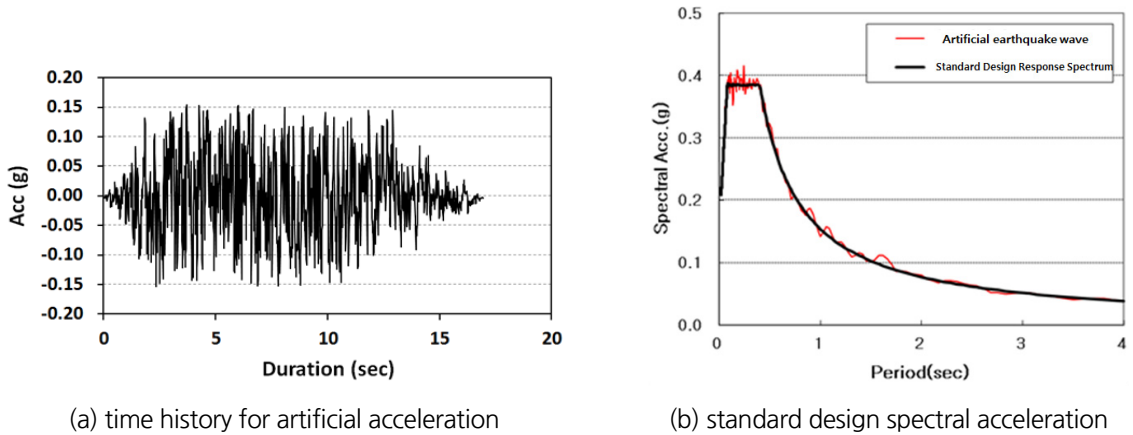 0.20
0.15
0.10
0.05
0.00
-0.05
-0.10
-0.15
-0.20
Acc (g)
0 5 10 15 20
Duration (sec)
(a) time history for artificial acceleration
0.5
0.4
0.3
0.2
0.1
0.0
Spectral Acc.(g)
Artificial earthquake wave
Standard Design Response Spectrum
0 1 2 3 4
Period(sec)
(b) standard design spectral acceleration